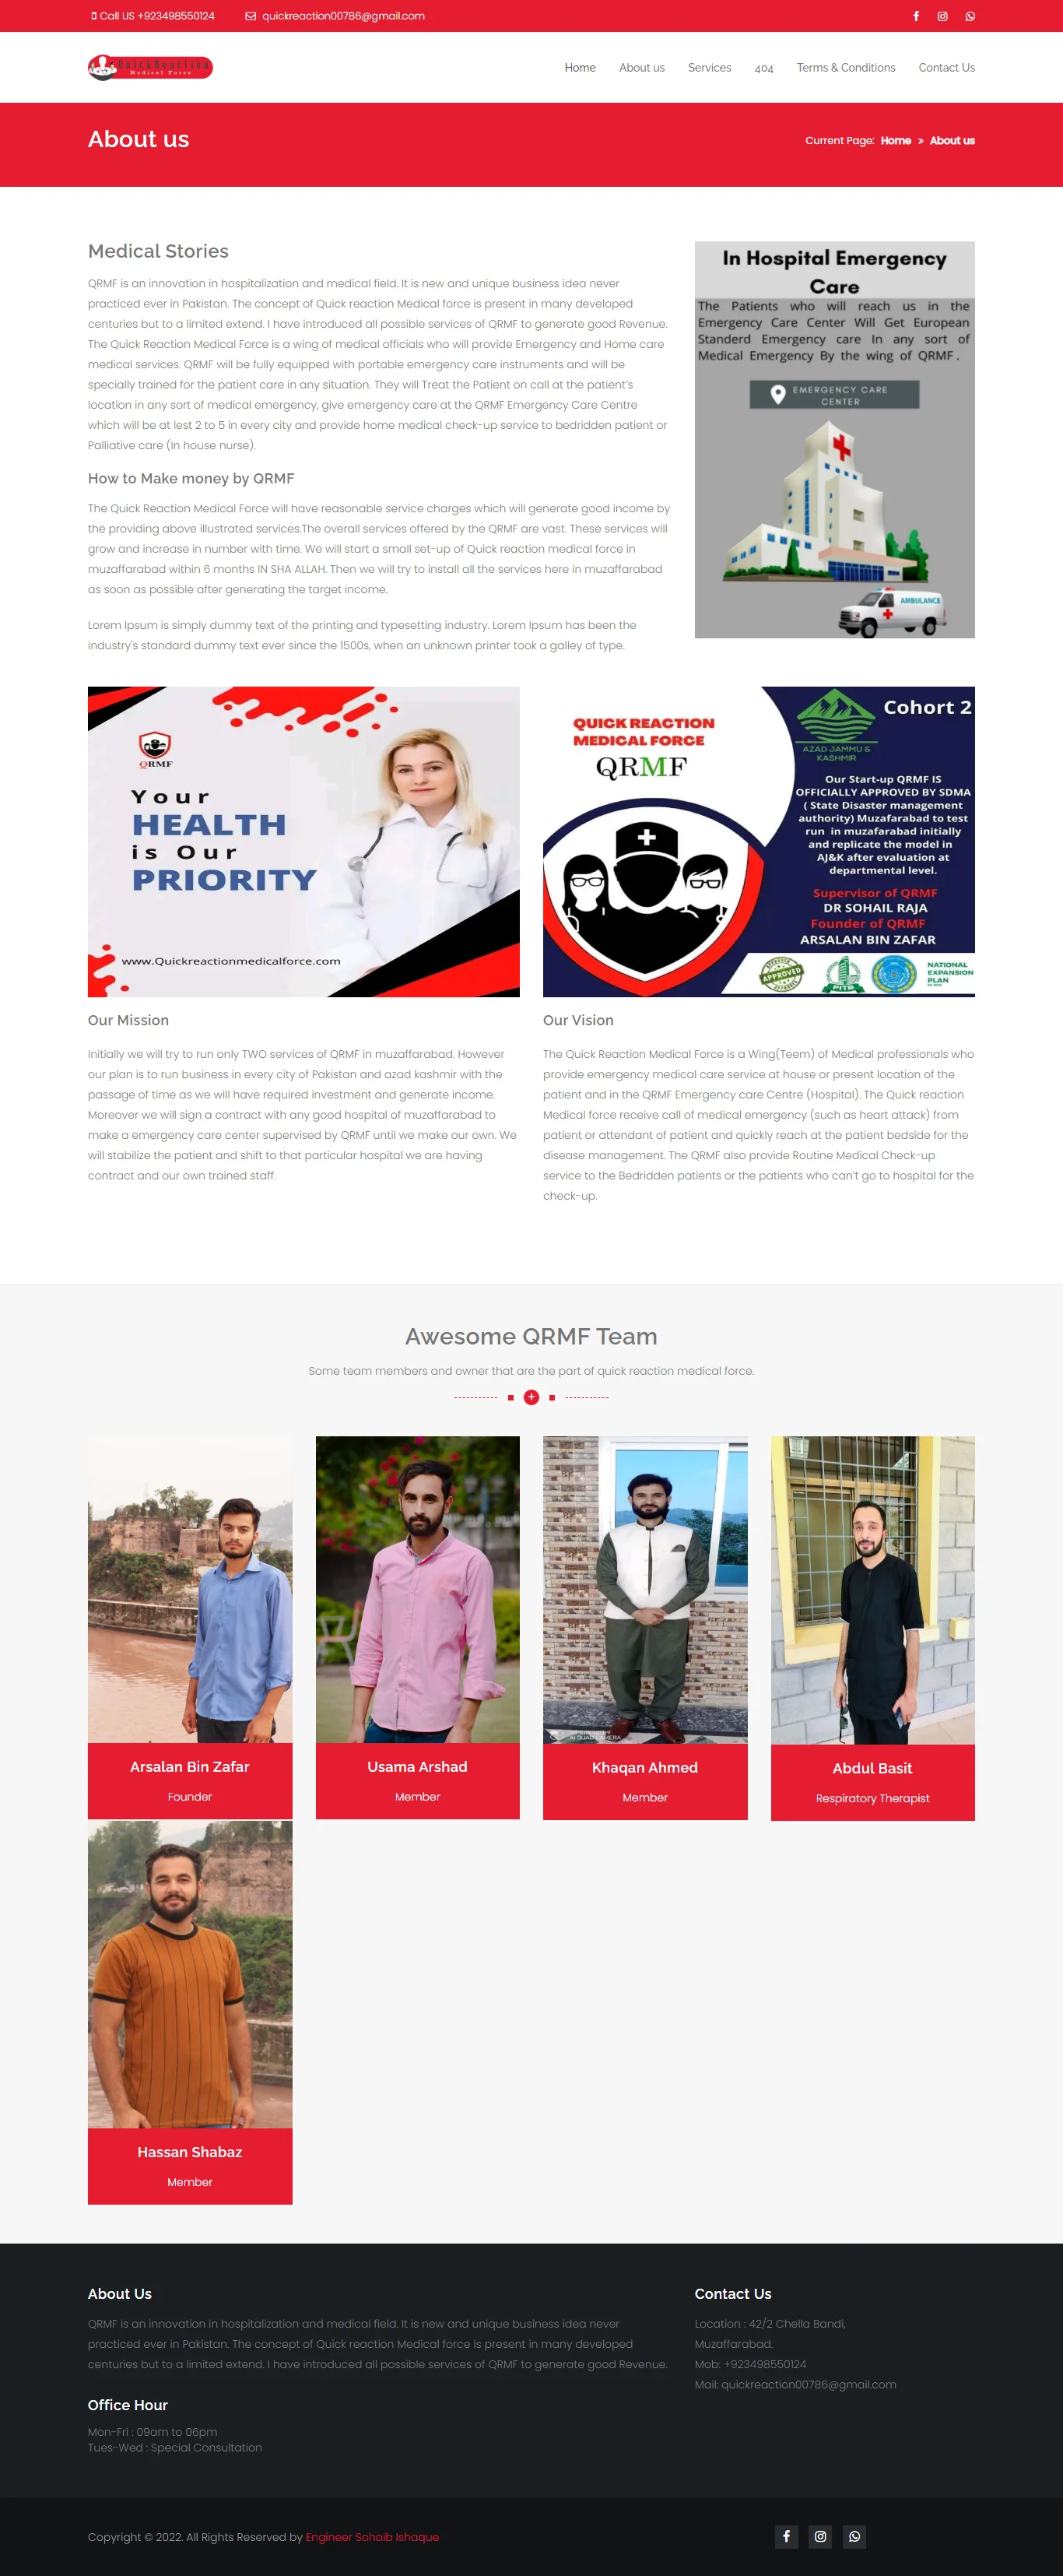 Call US +923498550124
quickreaction00786@gmail.com
QuickReaction
Medical Force
Home
About us
Services
404
Terms & Conditions
Contact Us
About us
Current Page: Home » About us
Medical Stories
QRMF is an innovation in hospitalization and medical field. It is new and unique business idea never
practiced ever in Pakistan. The concept of Quick reaction Medical force is present in many developed
centuries but to a limited extend. I have introduced all possible services of QRMF to generate good Revenue.
The Quick Reaction Medical Force is a wing of medical officials who will provide Emergency and Home care
medical services. QRMF will be fully equipped with portable emergency care instruments and will be
specially trained for the patient care in any situation. They will Treat the Patient on call at the patient's
location in any sort of medical emergency, give emergency care at the QRMF Emergency Care Centre
which will be at lest 2 to 5 in every city and provide home medical check-up service to bedridden patient or
Palliative care (In house nurse).
How to Make money by QRMF
The Quick Reaction Medical Force will have reasonable service charges which will generate good income by
the providing above illustrated services.The overall services offered by the QRMF are vast. These services will
grow and increase in number with time. We will start a small set-up of Quick reaction medical force in
muzaffarabad within 6 months IN SHA ALLAH. Then we will try to install all the services here in muzaffarabad
as soon as possible after generating the target income.
Lorem Ipsum is simply dummy text of the printing and typesetting industry. Lorem Ipsum has been the
industry's standard dummy text ever since the 1500s, when an unknown printer took a galley of type.
In Hospital Emergency
Care
The Patients who will reach us in the
Emergency Care Center Will Get European
Standerd Emergency care In any sort of
Medical Emergency By the wing of QRMF.
EMERGENCY CARE
CENTER
AMBULANCE
QRMF
Your
HEALTH
is Our
PRIORITY
www.Quickreactionmedicalforce.com
QUICK REACTION
MEDICAL FORCE
QRMF
AZAD JAMMU &
KASHMIR
Cohort 2
Our Start-up QRMF IS
OFFICIALLY APPROVED BY SDMA
( State Disaster management
authority) Muzafarabad to test
run in muzafarabad initially
and replicate the model in
AJ&K after evaluation at
departmental level.
Supervisor of QRMF
DR SOHAIL RAJA
Founder of QRMF
ARSALAN BIN ZAFAR
APPROVED
PITB
NATIONAL
EXPANSION
PLAN
Our Mission
Initially we will try to run only TWO services of QRMF in muzaffarabad. However
our plan is to run business in every city of Pakistan and azad kashmir with the
passage of time as we will have required investment and generate income.
Moreover we will sign a contract with any good hospital of muzaffarabad to
make a emergency care center supervised by QRMF until we make our own. We
will stabilize the patient and shift to that particular hospital we are having
contract and our own trained staff.
Our Vision
The Quick Reaction Medical Force is a Wing(Teem) of Medical professionals who
provide emergency medical care service at house or present location of the
patient and in the QRMF Emergency care Centre (Hospital). The Quick reaction
Medical force receive call of medical emergency (such as heart attack) from
patient or attendant of patient and quickly reach at the patient bedside for the
disease management. The QRMF also provide Routine Medical Check-up
service to the Bedridden patients or the patients who can't go to hospital for the
check-up.
Awesome QRMF Team
Some team members and owner that are the part of quick reaction medical force.
Arsalan Bin Zafar
Founder
Usama Arshad
Member
Khaqan Ahmed
Member
Abdul Basit
Respiratory Therapist
Hassan Shabaz
Member
About Us
QRMF is an innovation in hospitalization and medical field. It is new and unique business idea never
practiced ever in Pakistan. The concept of Quick reaction Medical force is present in many developed
centuries but to a limited extend. I have introduced all possible services of QRMF to generate good Revenue.
Office Hour
Mon-Fri : 09am to 06pm
Tues-Wed : Special Consultation
Contact Us
Location : 42/2 Chella Bandi,
Muzaffarabad.
Mob: +923498550124
Mail: quickreaction00786@gmail.com
Copyright © 2022. All Rights Reserved by Engineer Sohaib Ishaque